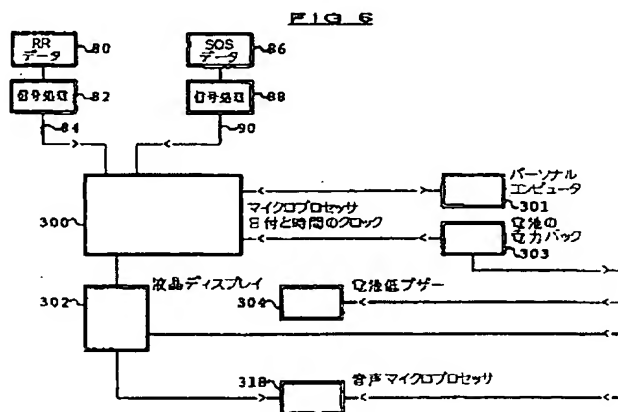 FIG 6
RR
データ
80
SOS
データ
86
信号処理
82
信号処理
88
84
90
300
マイクロプロセッサ
日付と時間のクロック
パーソナル
コンピュータ
301
電池の
電力パック
303
302
液晶ディスプレイ
304
電池低ブザー
318
音声マイクロプロセッサ